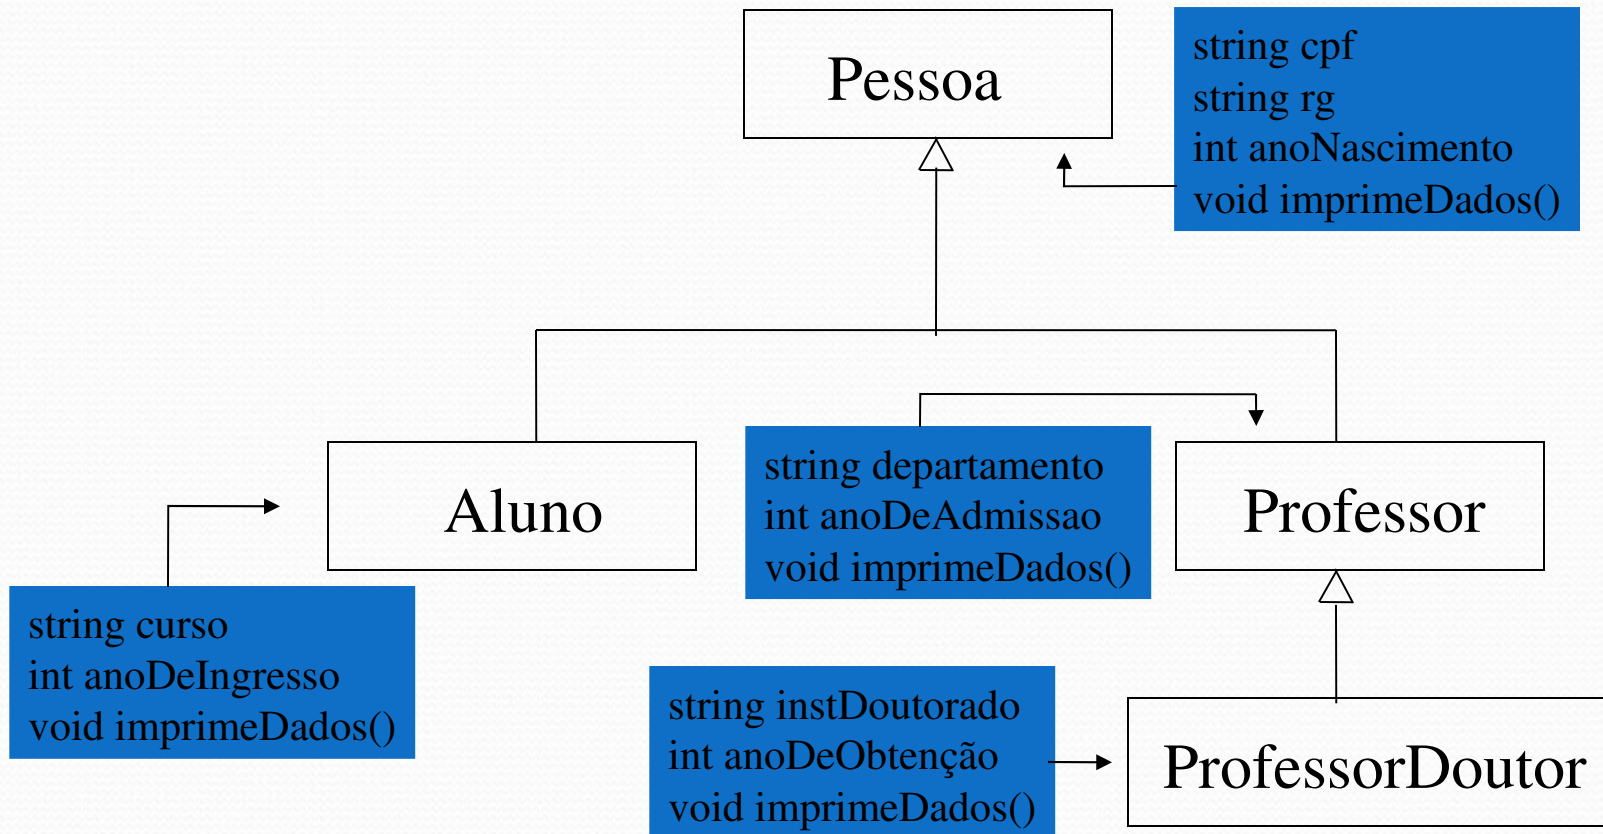 Pessoa
string cpf
string rg
int anoNascimento
void imprimeDados()
Aluno
string departamento
int anoDeAdmissao
void imprimeDados()
Professor
string curso
int anoDeIngresso
void imprimeDados()
string instDoutorado
int anoDeObtenção
void imprimeDados()
ProfessorDoutor